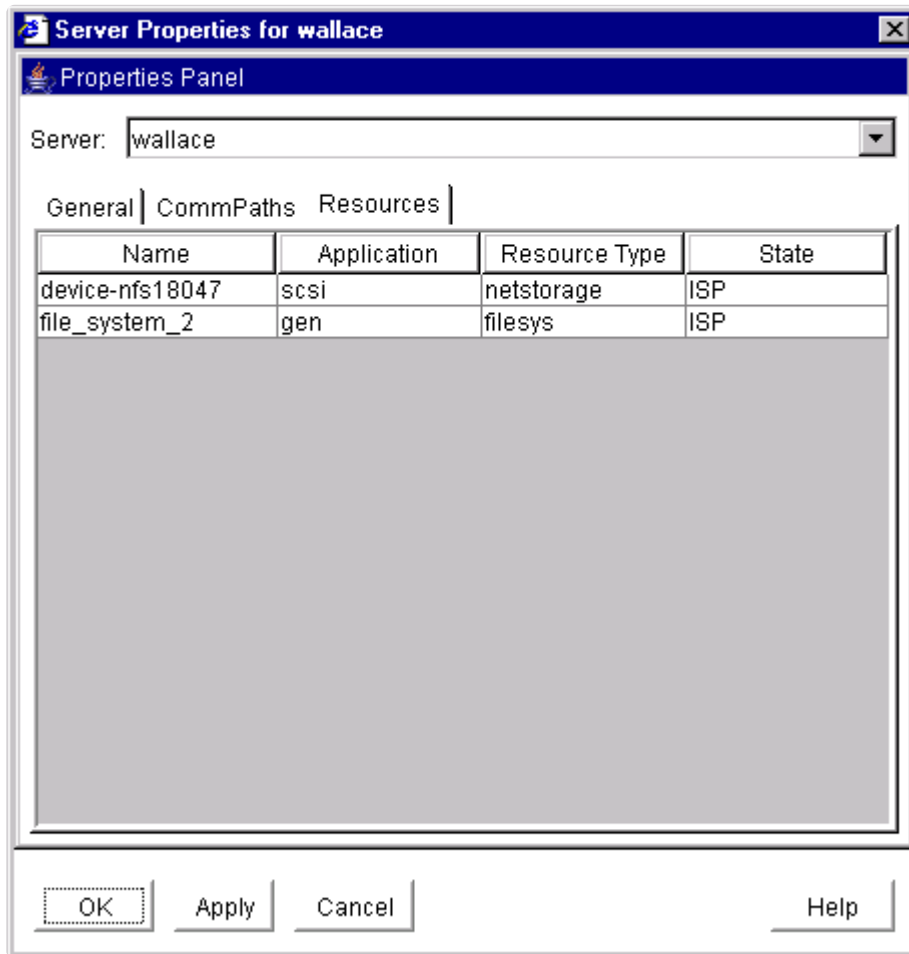 Server Properties for wallace
Properties Panel
Server: wallace
General CommPaths Resources
Name Application Resource Type State
device-nfs18047 scsi netstorage ISP
file_system_2 gen filesys ISP
OK Apply Cancel Help